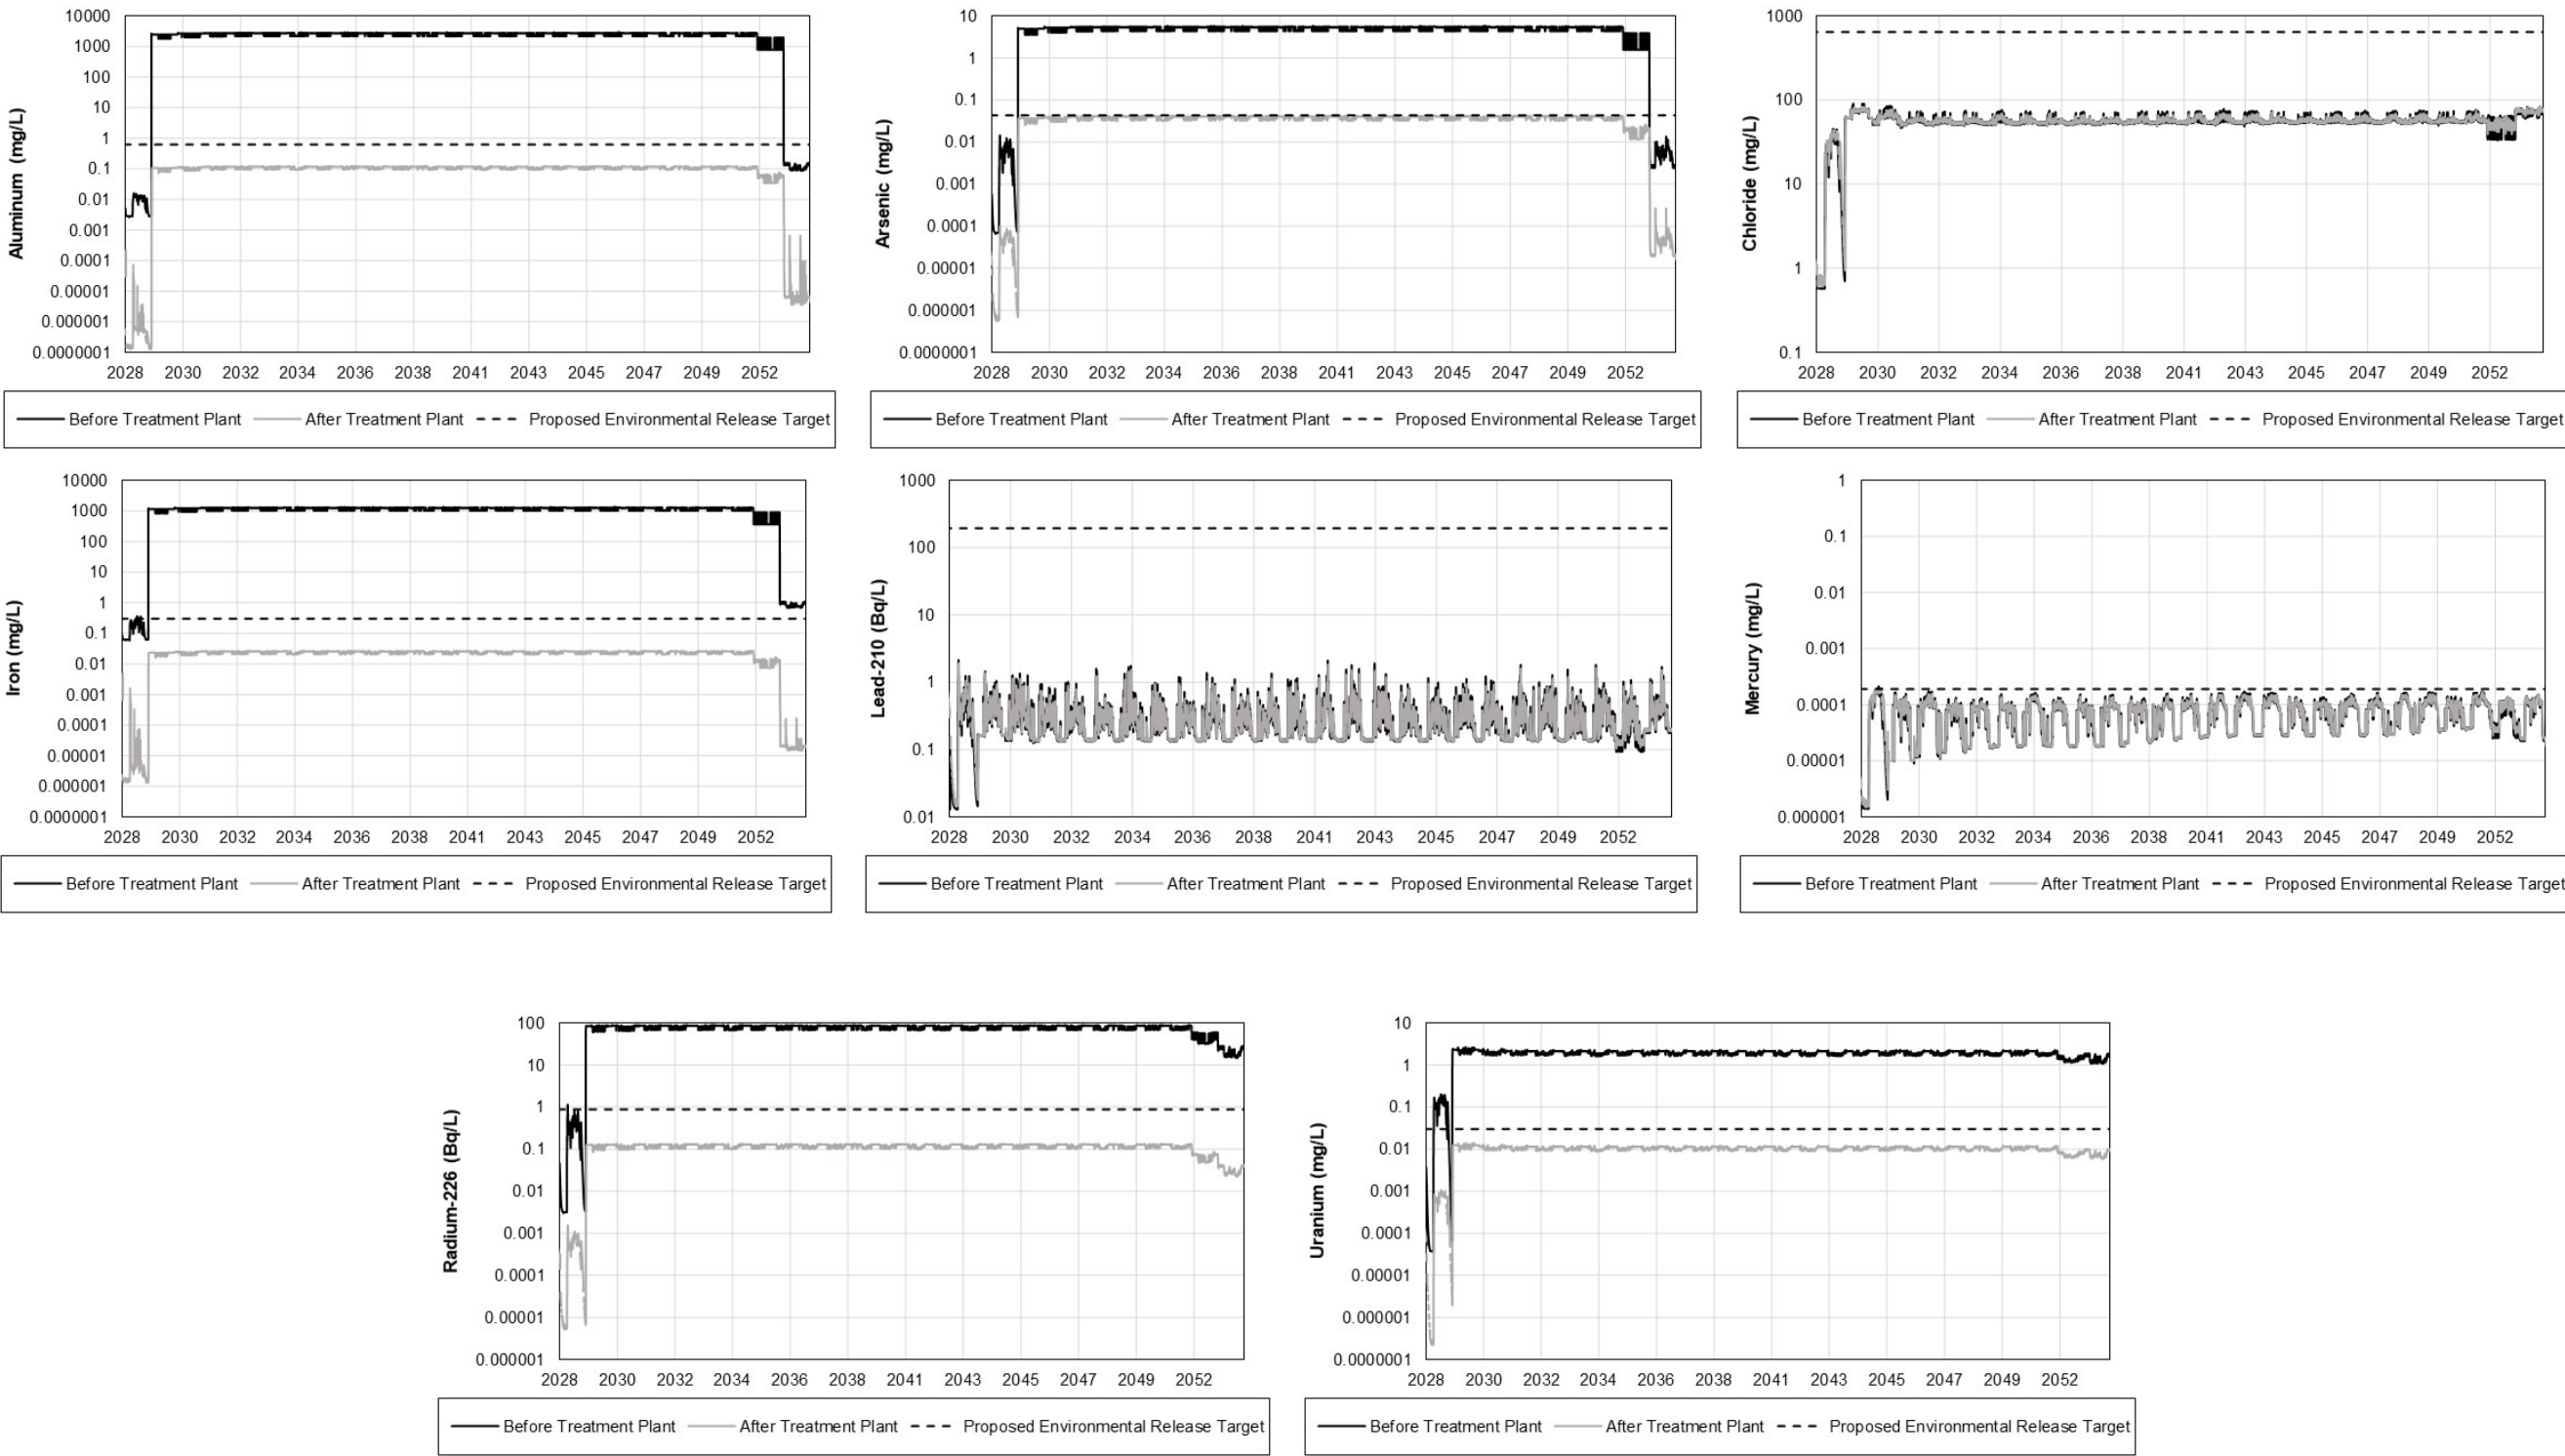 Aluminum (mg/L)
10000
1000
100
10
1
0.1
0.01
0.001
0.0001
0.00001
0.000001
0.0000001
2028 2030 2032 2034 2036 2038 2041 2043 2045 2047 2049 2052
Before Treatment Plant After Treatment Plant Proposed Environmental Release Target
Arsenic (mg/L)
10
1
0.1
0.01
0.001
0.0001
0.00001
0.000001
0.0000001
2028 2030 2032 2034 2036 2038 2041 2043 2045 2047 2049 2052
Before Treatment Plant After Treatment Plant Proposed Environmental Release Target
Chloride (mg/L)
1000
100
10
1
0.1
2028 2030 2032 2034 2036 2038 2041 2043 2045 2047 2049 2052
Before Treatment Plant After Treatment Plant Proposed Environmental Release Target
Iron (mg/L)
10000
1000
100
10
1
0.1
0.01
0.001
0.0001
0.00001
0.000001
0.0000001
2028 2030 2032 2034 2036 2038 2041 2043 2045 2047 2049 2052
Before Treatment Plant After Treatment Plant Proposed Environmental Release Target
Lead-210 (Bq/L)
1000
100
10
1
0.1
0.01
2028 2030 2032 2034 2036 2038 2041 2043 2045 2047 2049 2052
Before Treatment Plant After Treatment Plant Proposed Environmental Release Target
Mercury (mg/L)
1
0.1
0.01
0.001
0.0001
0.00001
0.000001
2028 2030 2032 2034 2036 2038 2041 2043 2045 2047 2049 2052
Before Treatment Plant After Treatment Plant Proposed Environmental Release Target
Radium-226 (Bq/L)
100
10
1
0.1
0.01
0.001
0.0001
0.00001
0.000001
2028 2030 2032 2034 2036 2038 2041 2043 2045 2047 2049 2052
Before Treatment Plant After Treatment Plant Proposed Environmental Release Target
Uranium (mg/L)
10
1
0.1
0.01
0.001
0.0001
0.00001
0.000001
0.0000001
2028 2030 2032 2034 2036 2038 2041 2043 2045 2047 2049 2052
Before Treatment Plant After Treatment Plant Proposed Environmental Release Target